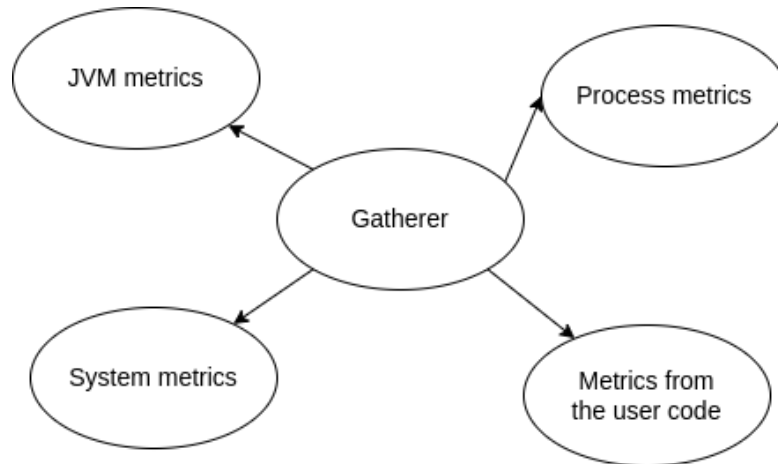 JVM metrics
Process metrics
Gatherer
System metrics
Metrics from
the user code